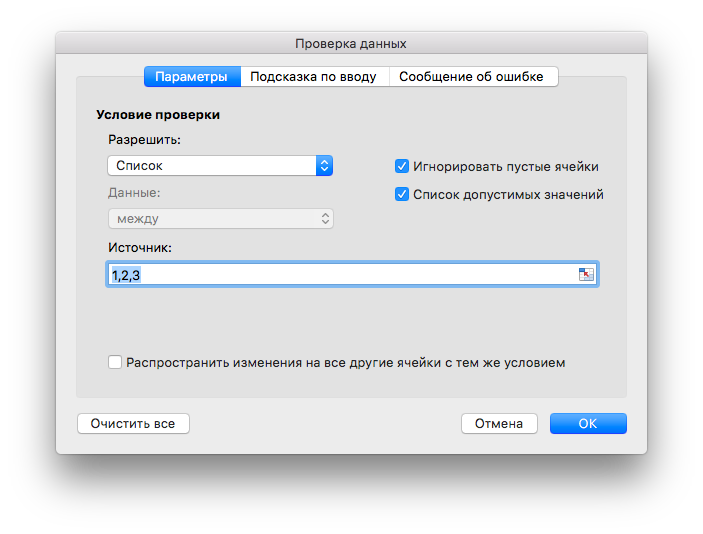 Проверка данных
Параметры Подсказка по вводу Сообщение об ошибке
Условие проверки
Разрешить:
Список
Игнорировать пустые ячейки
Данные:
Список допустимых значений
между
Источник:
1,2,3
Распространить изменения на все другие ячейки с тем же условием
Очистить все Отмена OK